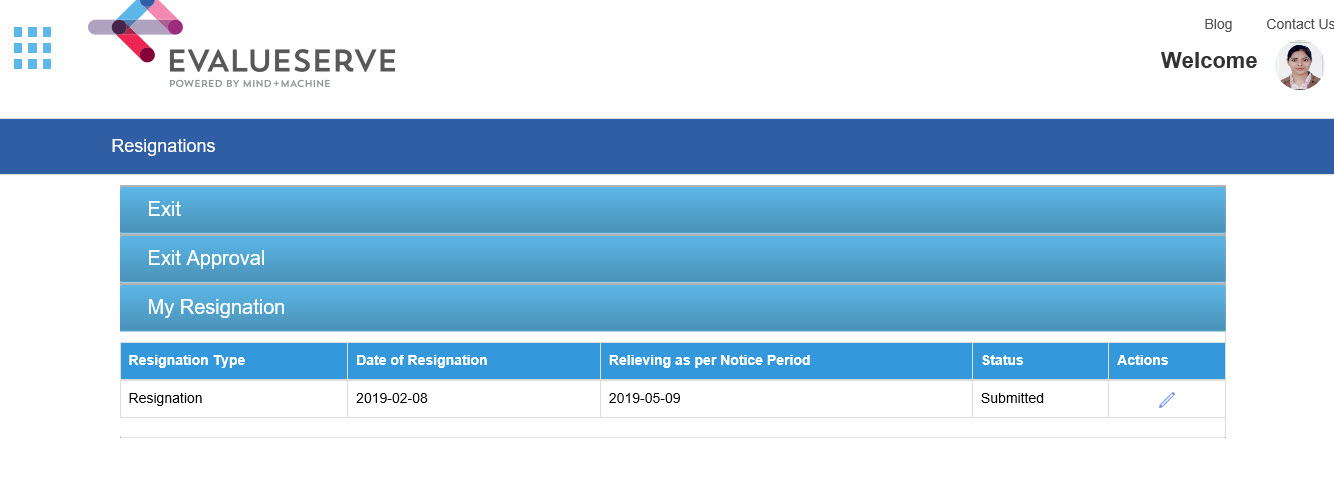 Blog Contact Us
Welcome
EVALUESERVE
POWERED BY MIND+MACHINE
Resignations
Exit
Exit Approval
My Resignation
Resignation Type Date of Resignation Relieving as per Notice Period Status Actions
Resignation 2019-02-08 2019-05-09 Submitted